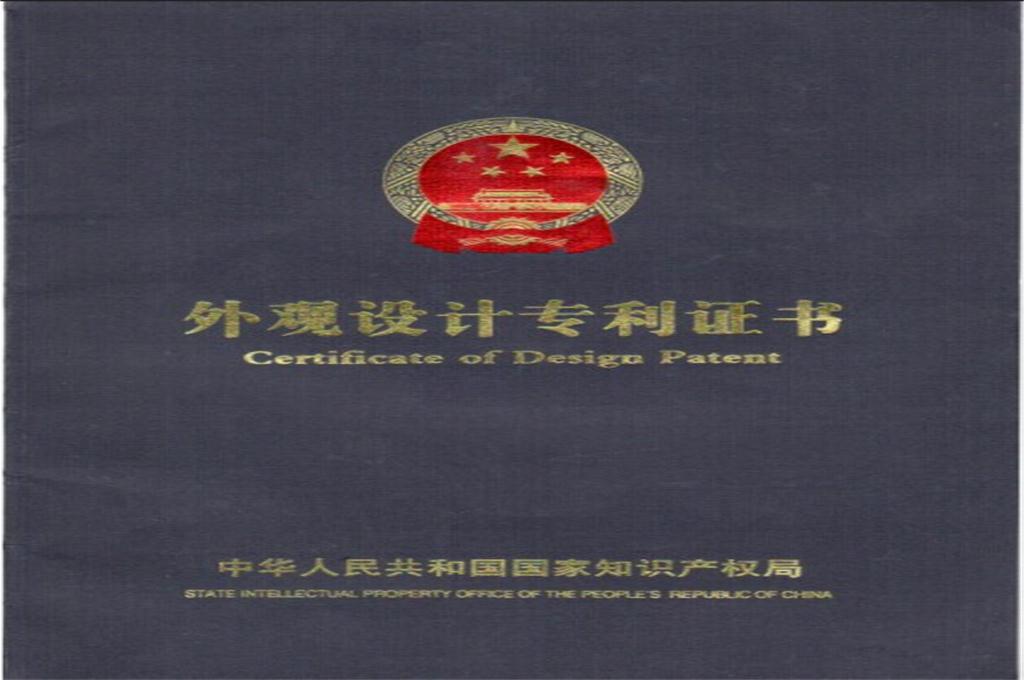 外观设计专利证书
Certificate of Design Patent
中华人民共和国国家知识产权局
STATE INTELLECTUAL PROPERTY OFFICE OF THE PEOPLE'S REPUBLIC OF CHINA